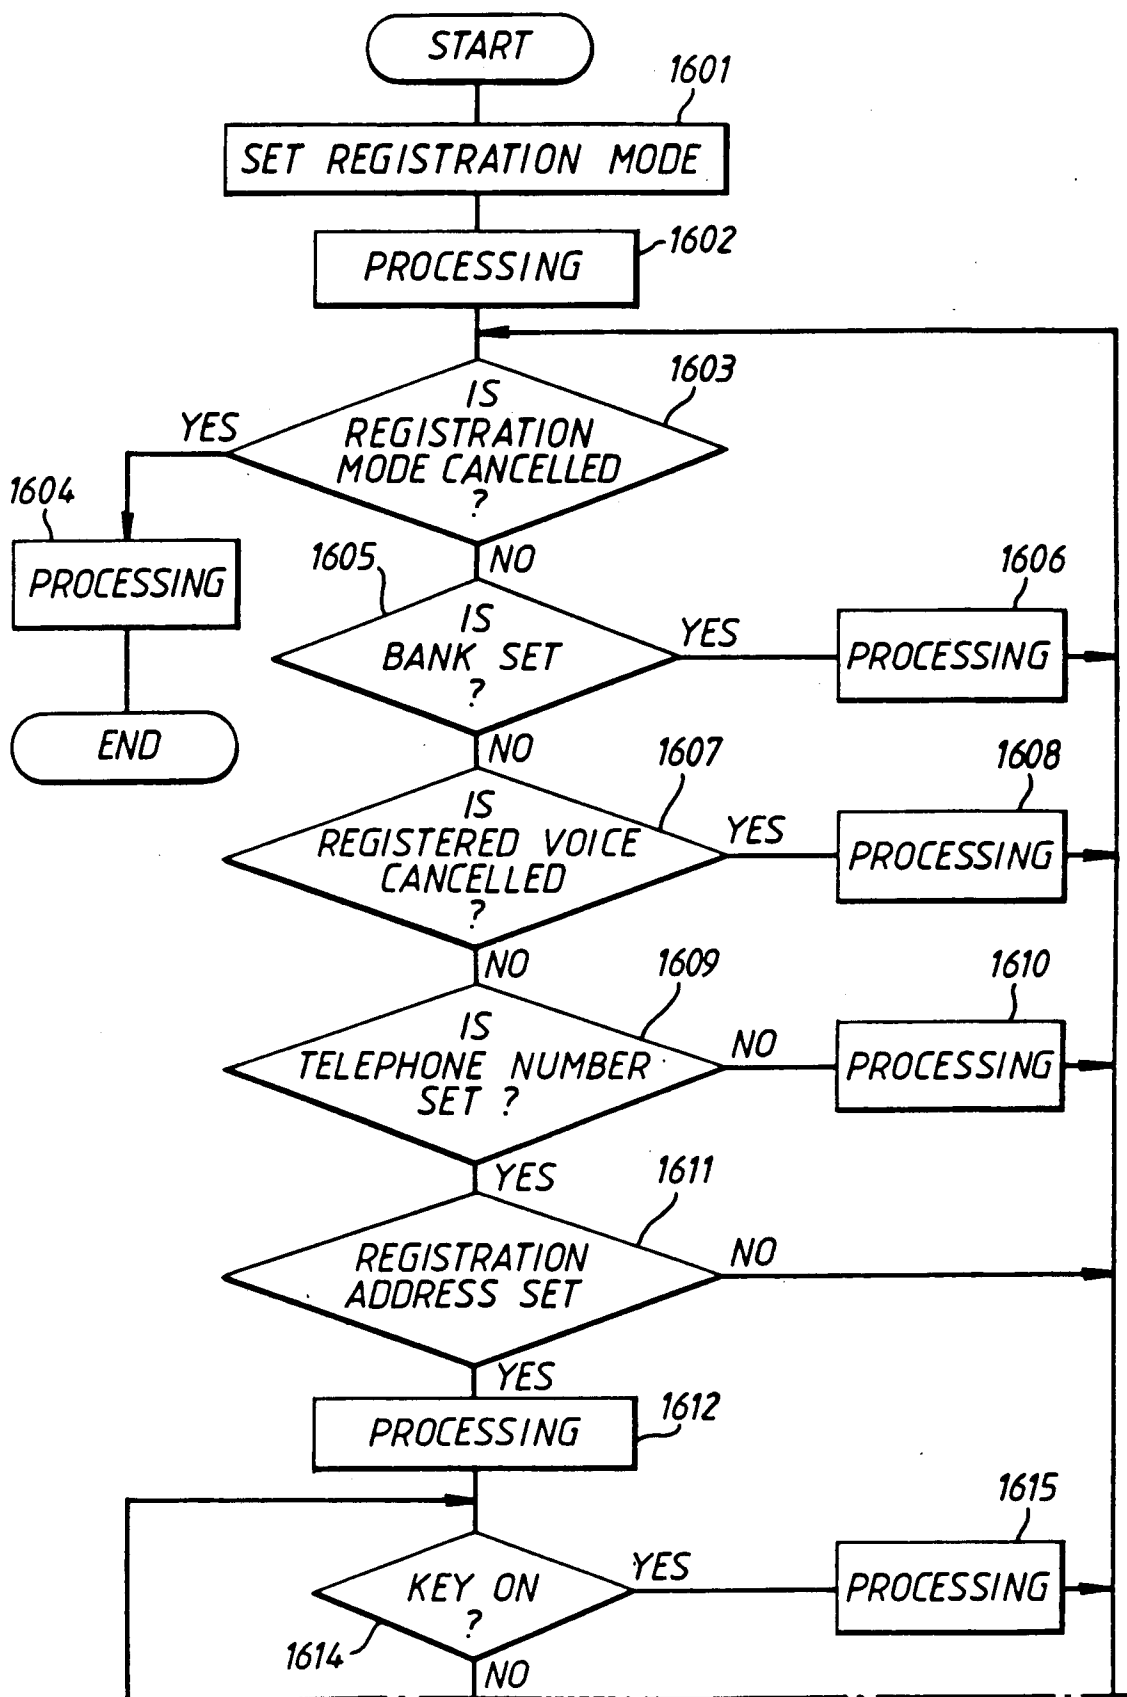 START
1601
SET REGISTRATION MODE
1602
PROCESSING
1603
IS
REGISTRATION
MODE CANCELLED
?
YES
1604
PROCESSING
END
NO
1605
IS
BANK SET
?
YES
1606
PROCESSING
NO
1607
IS
REGISTERED VOICE
CANCELLED
?
YES
1608
PROCESSING
NO
1609
IS
TELEPHONE NUMBER
SET ?
NO
1610
PROCESSING
YES
1611
REGISTRATION
ADDRESS SET
NO
YES
PROCESSING
1612
KEY ON
?
1614
YES
1615
PROCESSING
NO